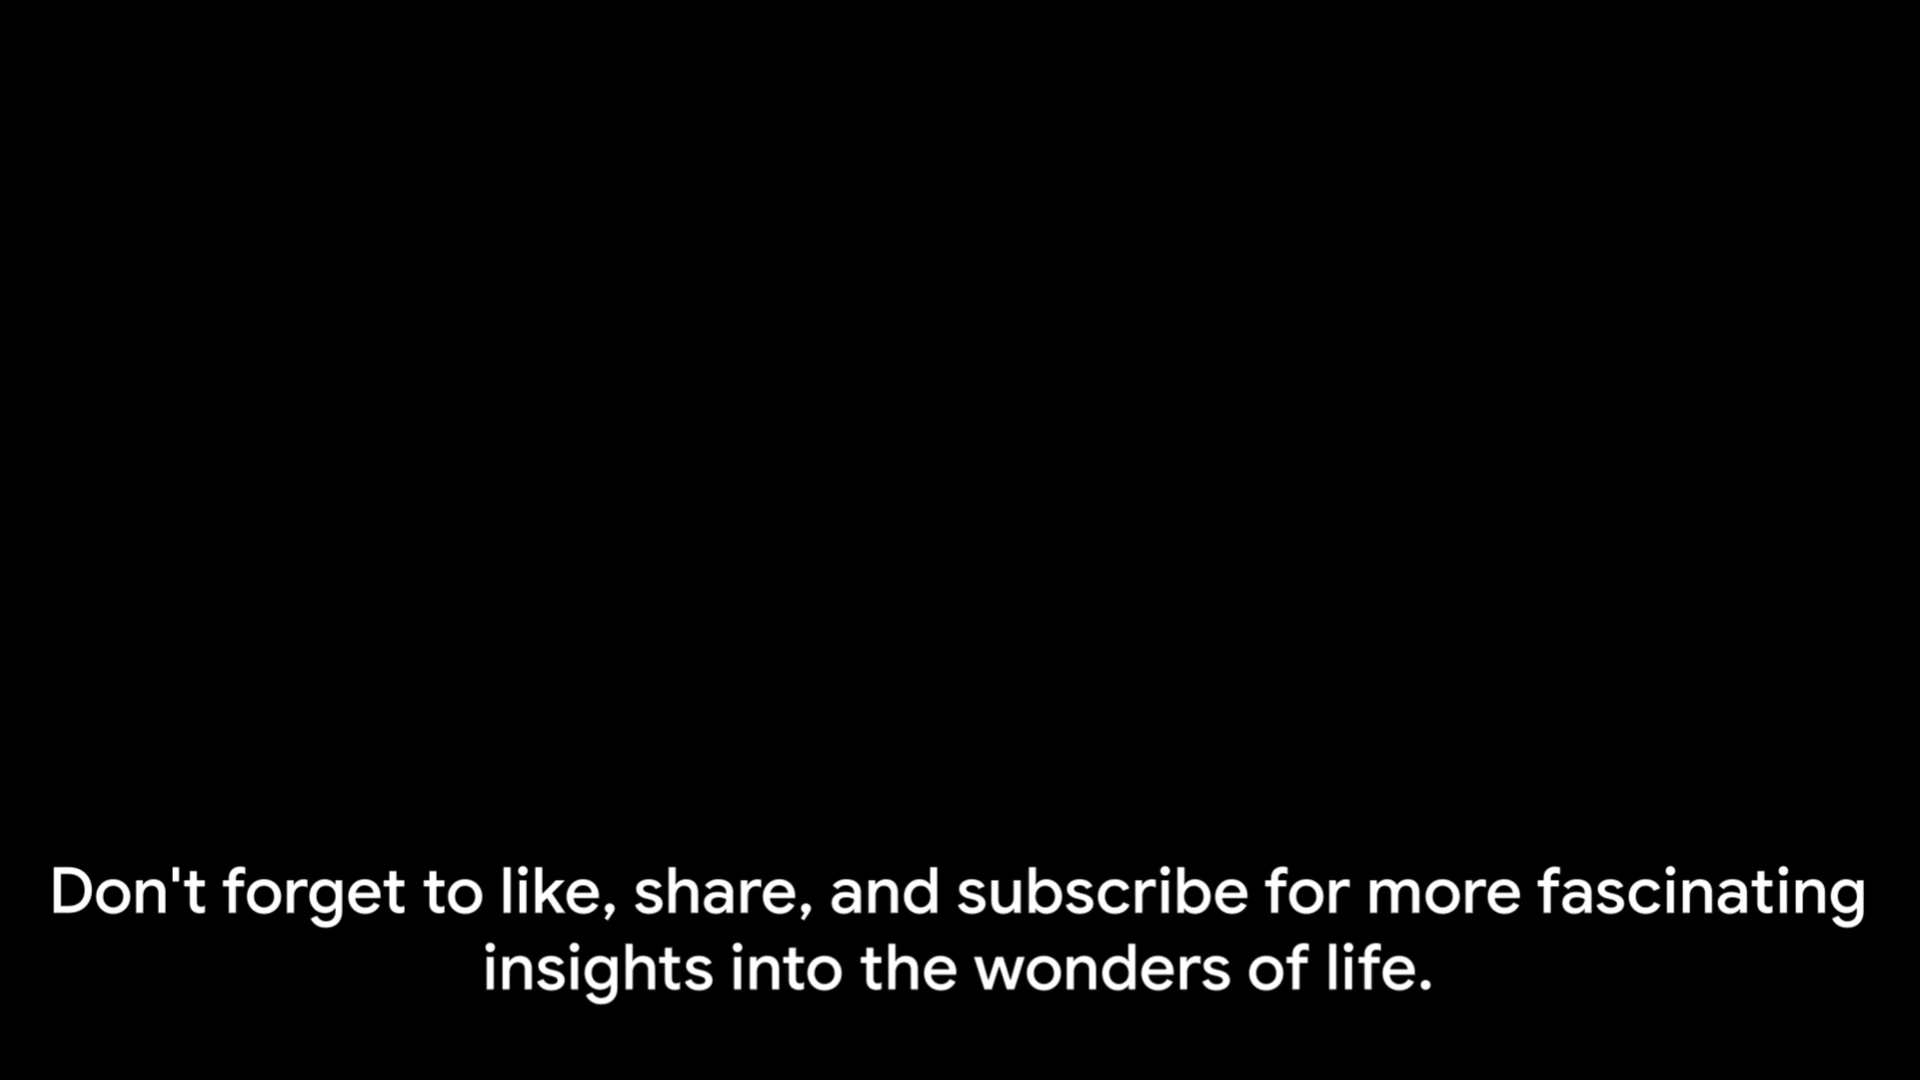 Don't forget to like, share, and subscribe for more fascinating
insights into the wonders of life.